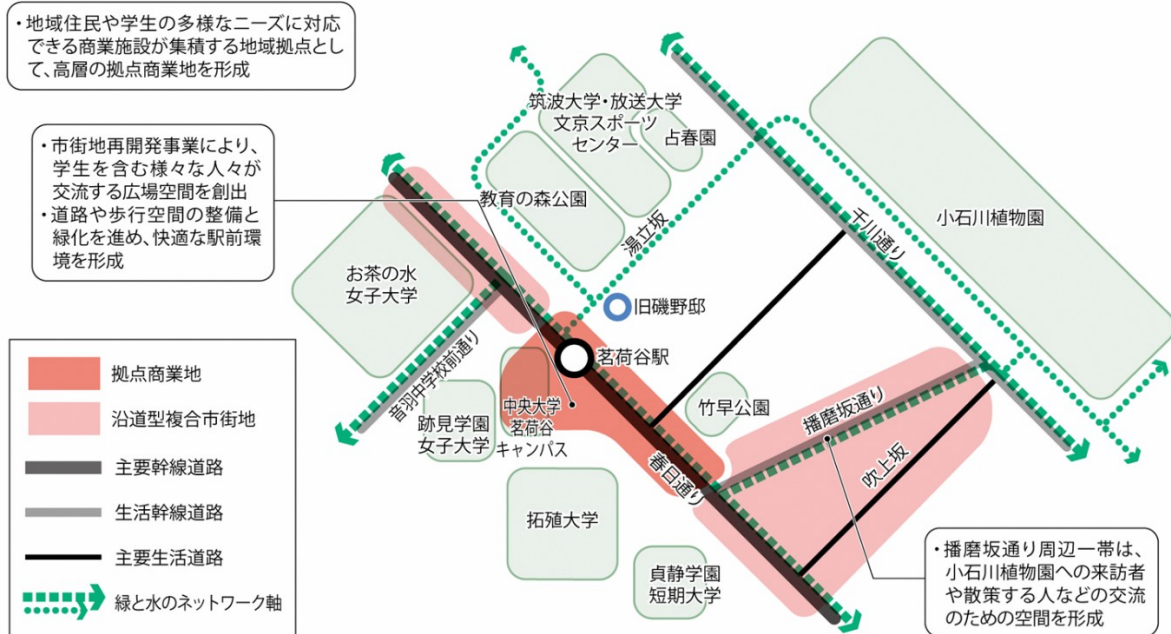 ・地域住民や学生の多様なニーズに対応
できる商業施設が集積する地域拠点とし
て、高層の拠点商業地を形成
・市街地再開発事業により、
学生を含む様々な人々が
交流する広場空間を創出
・道路や歩行空間の整備と
緑化を進め、快適な駅前環
境を形成
筑波大学・放送大学
文京スポーツ
センター
占春園
教育の森公園
湯立坂
千川通り
小石川植物園
お茶の水
女子大学
旧磯野邸
茗荷谷駅
音羽中学校前通り
跡見学園
女子大学
中央大学
茗荷谷
キャンパス
竹早公園
播磨坂通り
春日通り
吹上坂
拓殖大学
貞静学園
短期大学
拠点商業地
沿道型複合市街地
主要幹線道路
生活幹線道路
主要生活道路
緑と水のネットワーク軸
・播磨坂通り周辺一帯は、
小石川植物園への来訪者
や散策する人などの交流
のための空間を形成